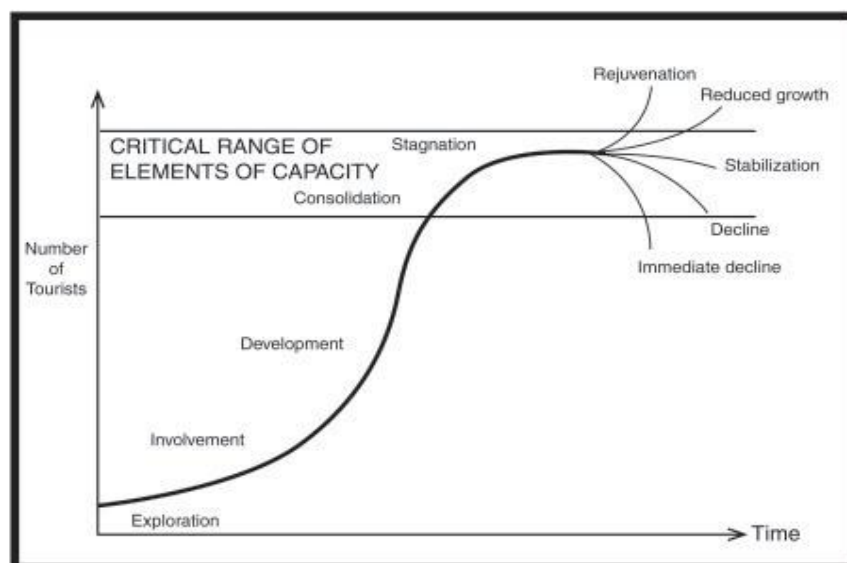 Rejuvenation
Reduced growth
CRITICAL RANGE OF
ELEMENTS OF CAPACITY
Stagnation
Stabilization
Consolidation
Decline
Number
of
Tourists
Immediate decline
Development
Involvement
Exploration
Time